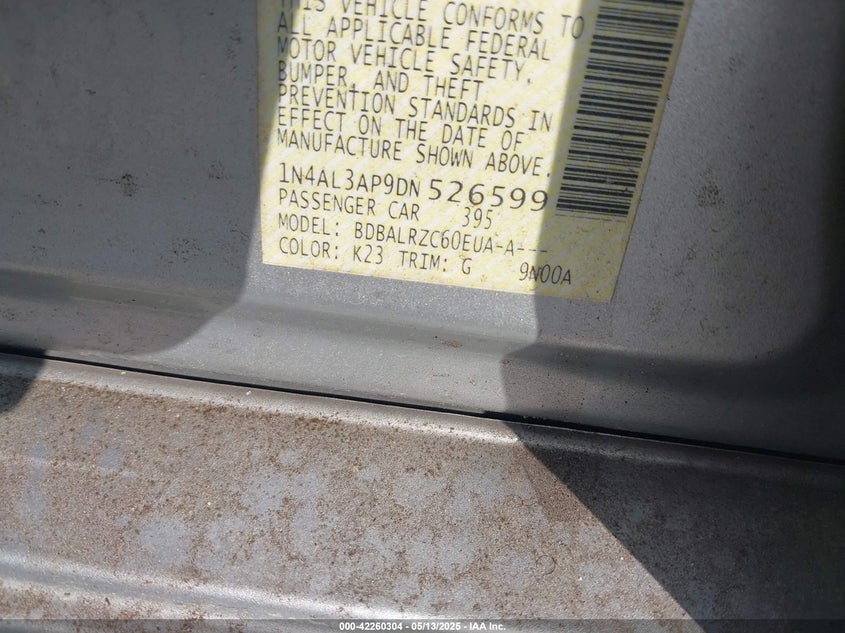 THIS VEHICLE CONFORMS TO
ALL APPLICABLE FEDERAL
MOTOR VEHICLE SAFETY,
BUMPER, AND THEFT
PREVENTION STANDARDS IN
EFFECT ON THE DATE OF
MANUFACTURE SHOWN ABOVE.
1N4AL3AP9DN526599
PASSENGER CAR 395
MODEL: BDBALRZC60EUA-A---
COLOR: K23 TRIM: G 9N00A
000-42260304 - 05/13/2025 - IAA Inc.